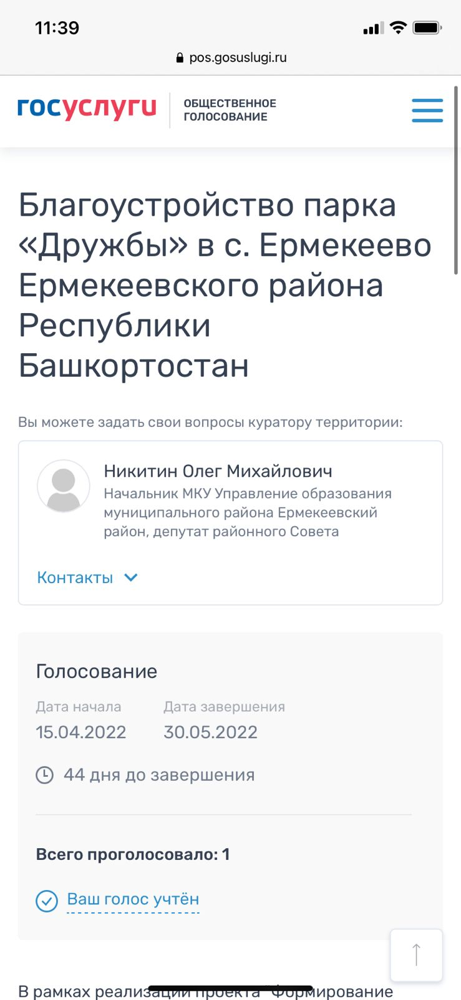 11:39
pos.gosuslugi.ru
госуслуги
ОБЩЕСТВЕННОЕ
ГОЛОСОВАНИЕ
Благоустройство парка
«Дружбы» в с. Ермекеево
Ермекеевского района
Республики
Башкортостан
Вы можете задать свои вопросы куратору территории:
Никитин Олег Михайлович
Начальник МКУ Управление образования
муниципального района Ермекеевский
район, депутат районного Совета
Контакты
Голосование
Дата начала
Дата завершения
15.04.2022
30.05.2022
44 дня до завершения
Всего проголосовало: 1
Ваш голос учтён
В рамках реализации проекта "Формирование